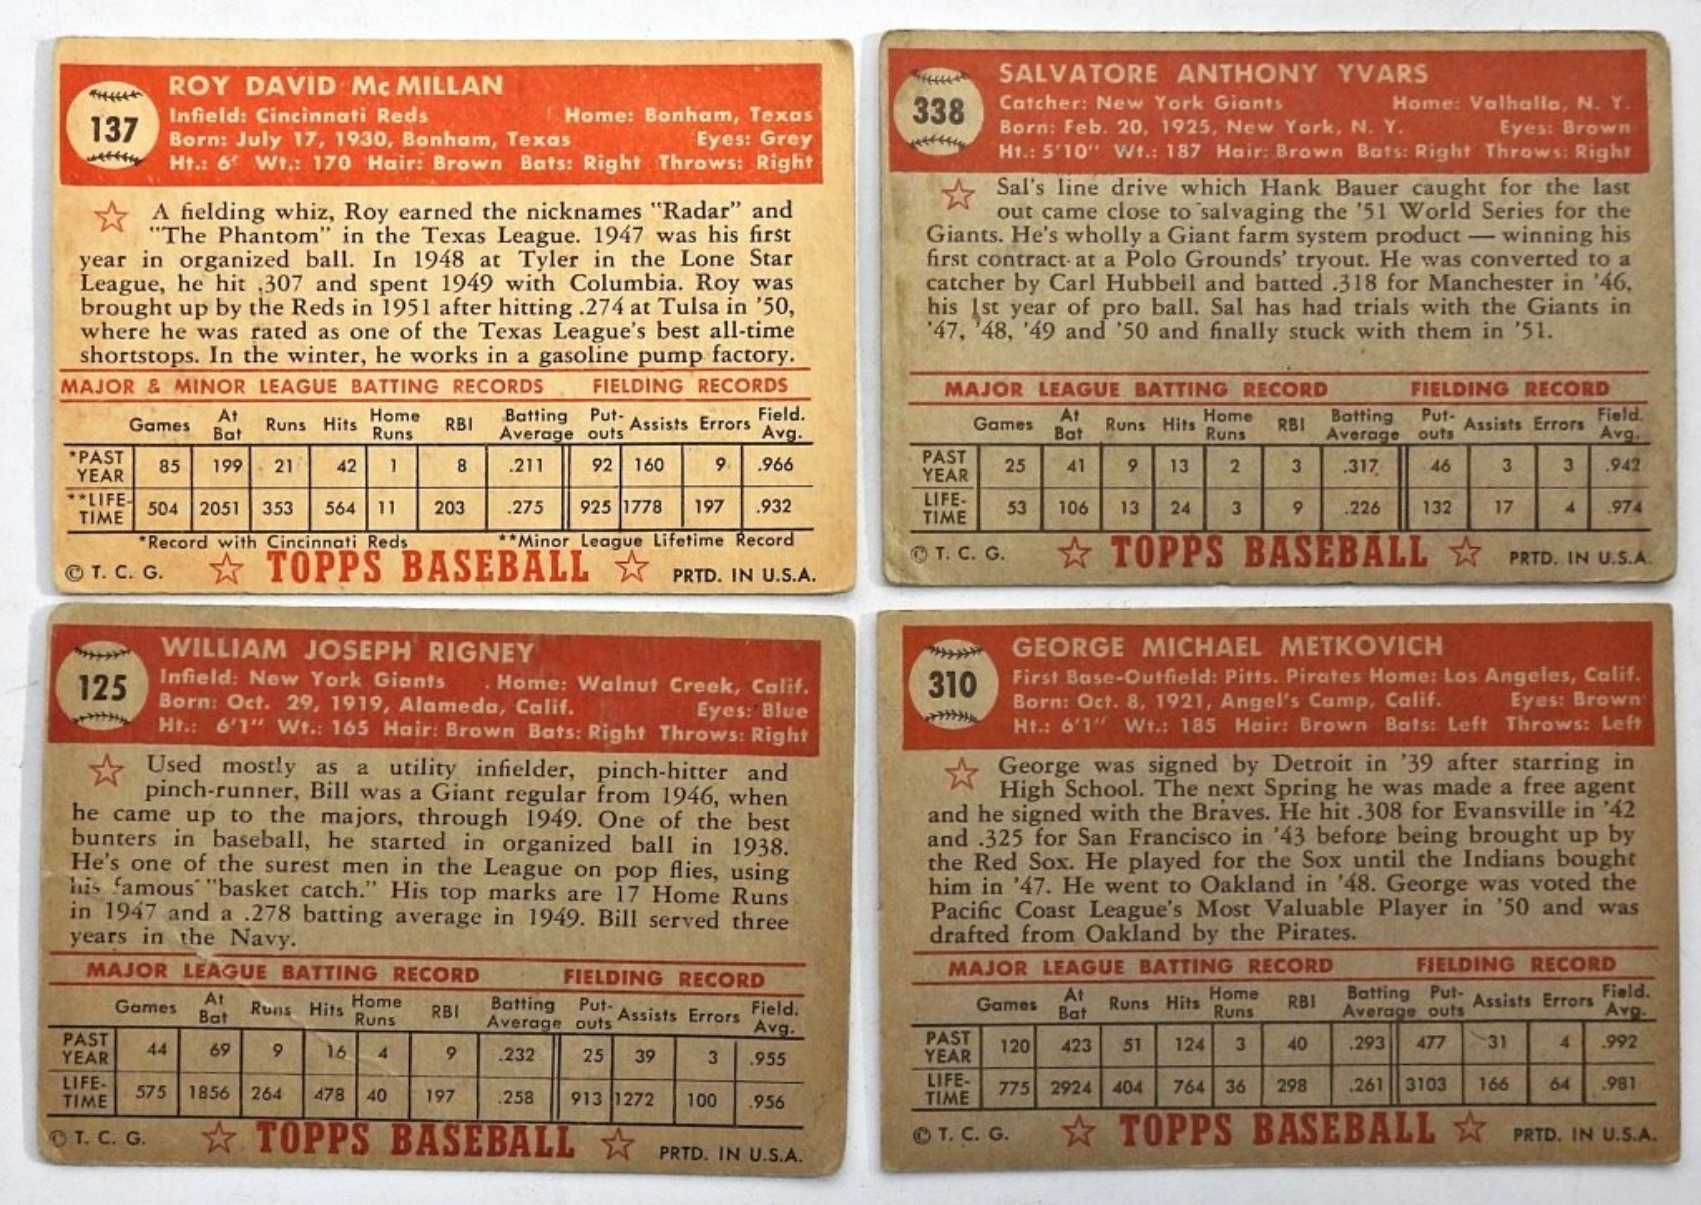 137
ROY DAVID McMILLAN
Infield: Cincinnati Reds Home: Bonham, Texas
Born: July 17, 1930, Bonham, Texas Eyes: Grey
Ht.: 6' Wt.: 170 Hair: Brown Bats: Right Throws: Right
A fielding whiz, Roy earned the nicknames "Radar" and
"The Phantom" in the Texas League. 1947 was his first
year in organized ball. In 1948 at Tyler in the Lone Star
League, he hit .307 and spent 1949 with Columbia. Roy was
brought up by the Reds in 1951 after hitting .274 at Tulsa in '50,
where he was rated as one of the Texas League's best all-time
shortstops. In the winter, he works in a gasoline pump factory.
MAJOR & MINOR LEAGUE BATTING RECORDS FIELDING RECORDS
Games At Bat Runs Hits Home Runs RBI Batting Average Put-outs Assists Errors Field. Avg.
*PAST YEAR 85 199 21 42 1 8 .211 92 160 9 .966
**LIFE-TIME 504 2051 353 564 11 203 .275 925 1778 197 .932
*Record with Cincinnati Reds **Minor League Lifetime Record
© T. C. G. TOPPS BASEBALL PRTD. IN U.S.A.
338
SALVATORE ANTHONY YVARS
Catcher: New York Giants Home: Valhalla, N. Y.
Born: Feb. 20, 1925, New York, N. Y. Eyes: Brown
Ht.: 5'10" Wt.: 187 Hair: Brown Bats: Right Throws: Right
Sal's line drive which Hank Bauer caught for the last
out came close to salvaging the '51 World Series for the
Giants. He's wholly a Giant farm system product — winning his
first contract at a Polo Grounds' tryout. He was converted to a
catcher by Carl Hubbell and batted .318 for Manchester in '46,
his 1st year of pro ball. Sal has had trials with the Giants in
'47, '48, '49 and '50 and finally stuck with them in '51.
MAJOR LEAGUE BATTING RECORD FIELDING RECORD
Games At Bat Runs Hits Home Runs RBI Batting Average Put-outs Assists Errors Field. Avg.
PAST YEAR 25 41 9 13 2 3 .317 46 3 3 .942
LIFE-TIME 53 106 13 24 3 9 .226 132 17 4 .974
© T. C. G. TOPPS BASEBALL PRTD. IN U.S.A.
125
WILLIAM JOSEPH RIGNEY
Infield: New York Giants Home: Walnut Creek, Calif.
Born: Oct. 29, 1919, Alameda, Calif. Eyes: Blue
Ht.: 6'1" Wt.: 165 Hair: Brown Bats: Right Throws: Right
Used mostly as a utility infielder, pinch-hitter and
pinch-runner, Bill was a Giant regular from 1946, when
he came up to the majors, through 1949. One of the best
bunters in baseball, he started in organized ball in 1938.
He's one of the surest men in the League on pop flies, using
his famous "basket catch." His top marks are 17 Home Runs
in 1947 and a .278 batting average in 1949. Bill served three
years in the Navy.
MAJOR LEAGUE BATTING RECORD FIELDING RECORD
Games At Bat Runs Hits Home Runs RBI Batting Average Put-outs Assists Errors Field. Avg.
PAST YEAR 44 69 9 16 4 9 .232 25 39 3 .955
LIFE-TIME 575 1856 264 478 40 197 .258 913 1272 100 .956
© T. C. G. TOPPS BASEBALL PRTD. IN U.S.A.
310
GEORGE MICHAEL METKOVICH
First Base-Outfield: Pitts. Pirates Home: Los Angeles, Calif.
Born: Oct. 8, 1921, Angel's Camp, Calif. Eyes: Brown
Ht.: 6'1" Wt.: 185 Hair: Brown Bats: Left Throws: Left
George was signed by Detroit in '39 after starring in
High School. The next Spring he was made a free agent
and he signed with the Braves. He hit .308 for Evansville in '42
and .325 for San Francisco in '43 before being brought up by
the Red Sox. He played for the Sox until the Indians bought
him in '47. He went to Oakland in '48. George was voted the
Pacific Coast League's Most Valuable Player in '50 and was
drafted from Oakland by the Pirates.
MAJOR LEAGUE BATTING RECORD FIELDING RECORD
Games At Bat Runs Hits Home Runs RBI Batting Average Put-outs Assists Errors Field. Avg.
PAST YEAR 120 423 51 124 3 40 .293 477 31 4 .992
LIFE-TIME 775 2924 404 764 36 298 .261 3103 166 64 .981
© T. C. G. TOPPS BASEBALL PRTD. IN U.S.A.